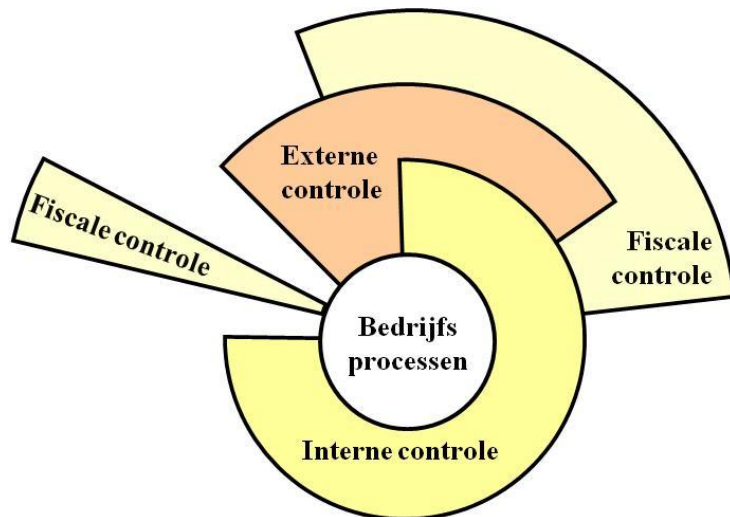 Externe
controle
Fiscale controle
Fiscale
controle
Bedrijfs
processen
Interne controle